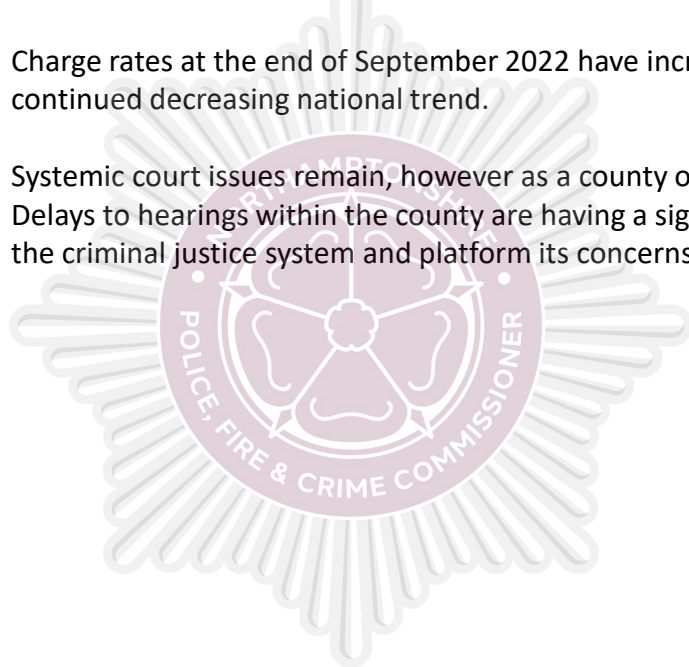 Charge rates at the end of September 2022 have incr
continued decreasing national trend.
Systemic court issues remain, however as a county o
Delays to hearings within the county are having a sig
the criminal justice system and platform its concerns
NORTHAMPTONSHIRE
POLICE, FIRE & CRIME COMMISSIONER